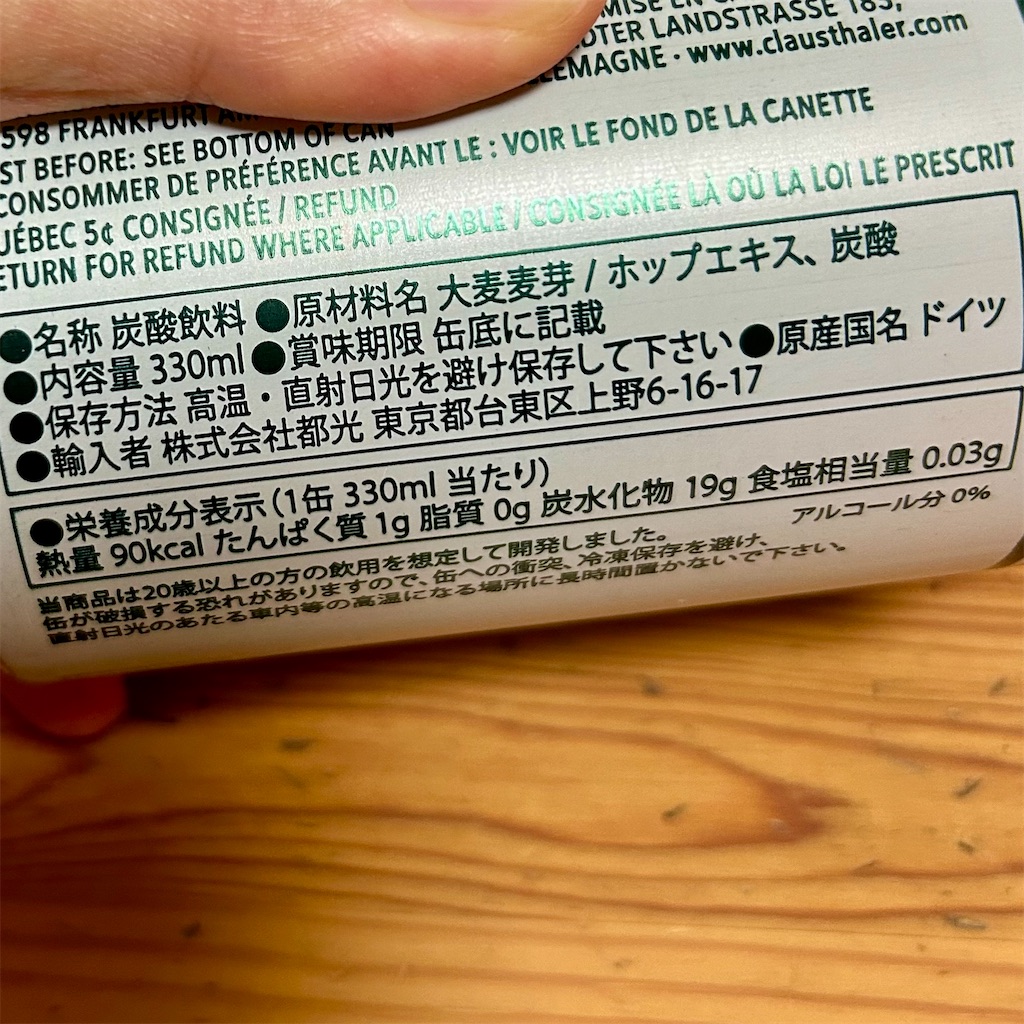 LANDSTRASSE 185,
www.clausthaler.com
598 FRANKFURT
ST BEFORE: SEE BOTTOM OF CAN
CONSOMMER DE PRÉFÉRENCE AVANT LE : VOIR LE FOND DE LA CANETTE
UÉBEC 5¢ CONSIGNÉE / REFUND
ETURN FOR REFUND WHERE APPLICABLE / CONSIGNÉE LÀ OÙ LA LOI LE PRESCRIT
●名称 炭酸飲料 ●原材料名 大麦麦芽 / ホップエキス、炭酸
●内容量 330ml ●賞味期限 缶底に記載
●保存方法 高温・直射日光を避け保存して下さい ●原産国名 ドイツ
●輸入者 株式会社都光 東京都台東区上野6-16-17
●栄養成分表示(1缶 330ml 当たり)
熱量 90kcal たんぱく質 1g 脂質 0g 炭水化物 19g 食塩相当量 0.03g
アルコール分 0%
当商品は20歳以上の方の飲用を想定して開発しました。
缶が破損する恐れがありますので、缶への衝突、冷凍保存を避け、
直射日光のあたる車内等の高温になる場所に長時間置かないで下さい。